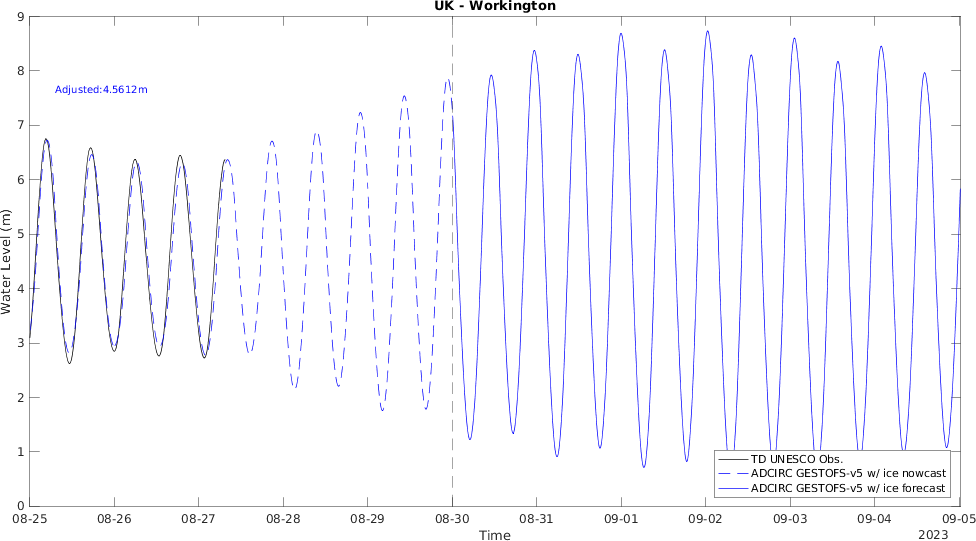 UK - Workington
9
8
7
6
5
4
3
2
1
0
Water Level (m)
Adjusted:4.5612m
TD UNESCO Obs.
ADCIRC GESTOFS-v5 w/ ice nowcast
ADCIRC GESTOFS-v5 w/ ice forecast
08-25 08-26 08-27 08-28 08-29 08-30 08-31 09-01 09-02 09-03 09-04 09-05
Time
2023